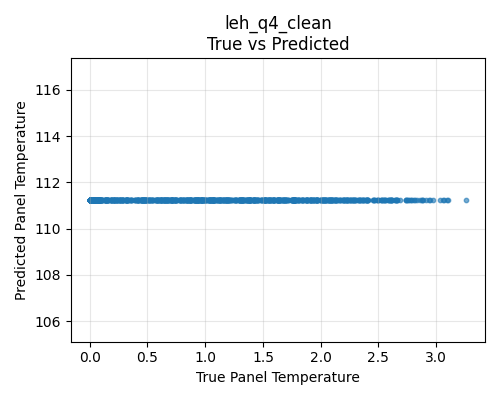 leh_q4_clean
True vs Predicted
Predicted Panel Temperature
116
114
112
110
108
106
0.0 0.5 1.0 1.5 2.0 2.5 3.0
True Panel Temperature